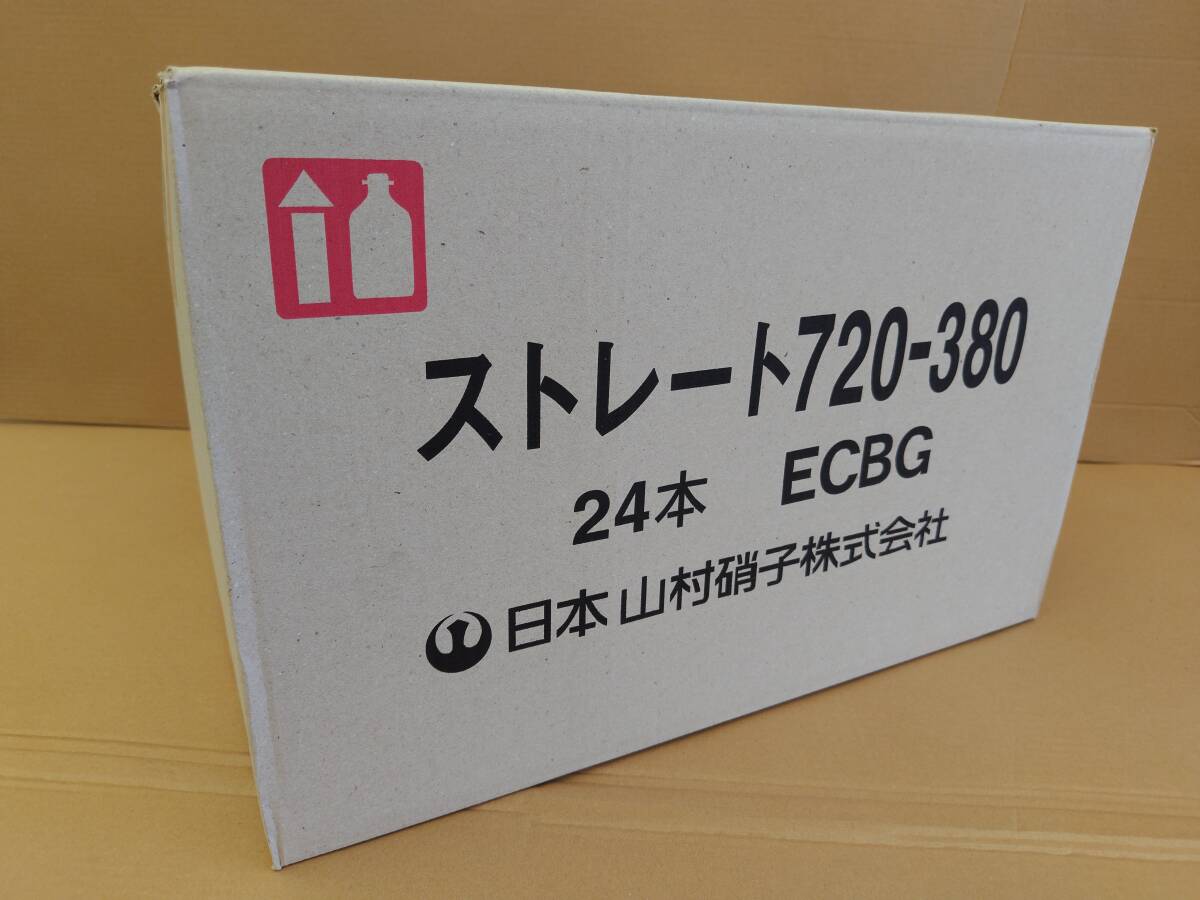 ストレート720-380
24本 ECBG
日本山村硝子株式会社